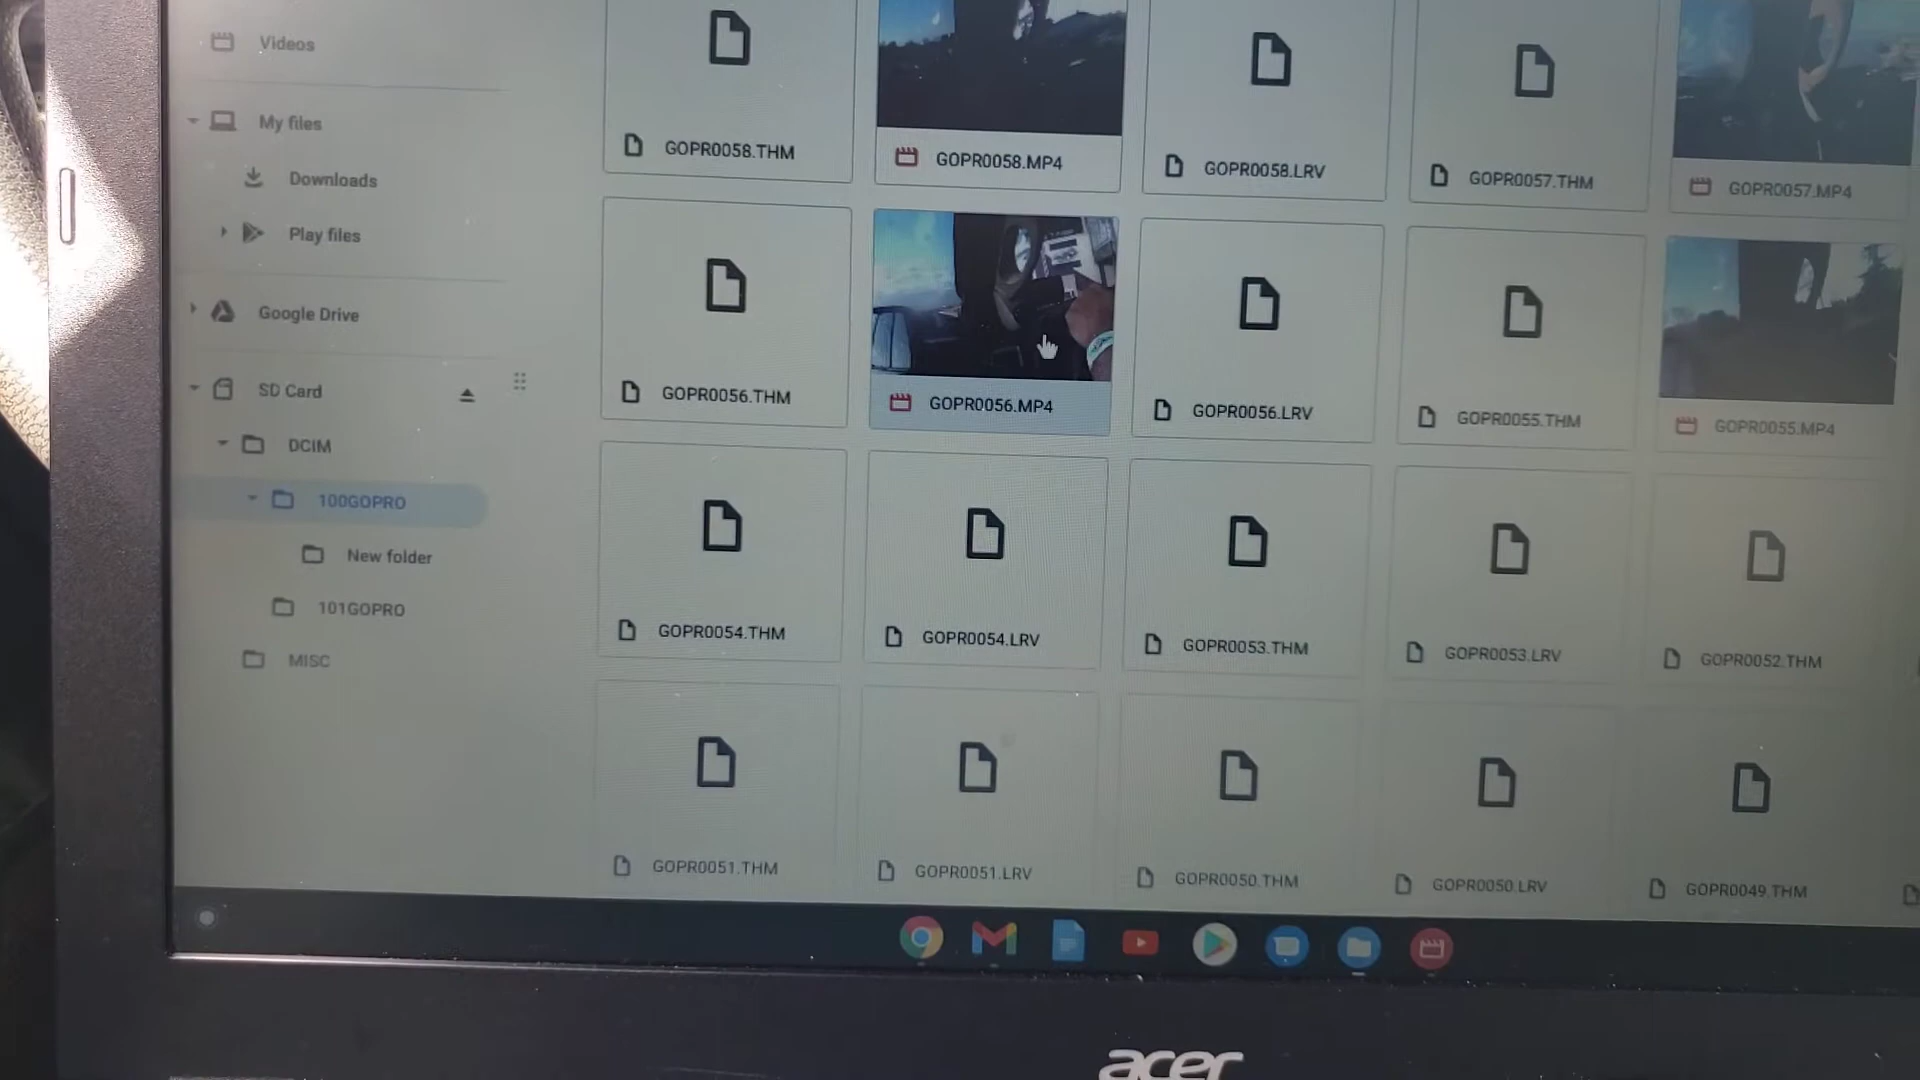 Videos
My files
Downloads
Play files
Google Drive
SD Card
DCIM
100GOPRO
New folder
101GOPRO
MISC
GOPR0058.THM
GOPR0058.MP4
GOPR0058.LRV
GOPR0057.THM
GOPR0057.MP4
GOPR0056.THM
GOPR0056.MP4
GOPR0056.LRV
GOPR0055.THM
GOPR0055.MP4
GOPR0054.THM
GOPR0054.LRV
GOPR0053.THM
GOPR0053.LRV
GOPR0052.THM
GOPR0051.THM
GOPR0051.LRV
GOPR0050.THM
GOPR0050.LRV
GOPR0049.THM
acer